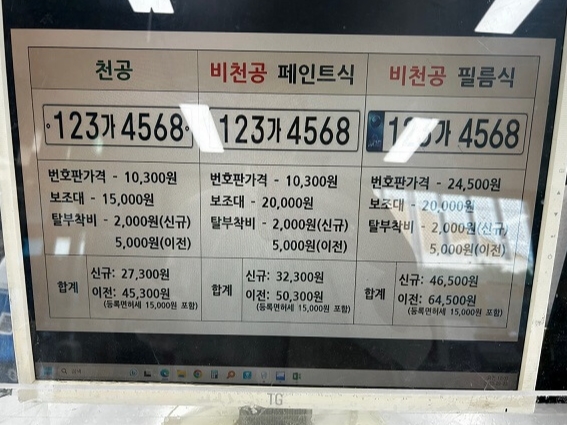 천공
123가 4568
번호판가격 - 10,300원
보조대 - 15,000원
탈부착비 - 2,000원(신규)
5,000원(이전)
합계
신규: 27,300원
이전: 45,300원
(등록면허세 15,000원 포함)
비천공 페인트식
123가 4568
번호판가격 - 10,300원
보조대 - 20,000원
탈부착비 - 2,000원(신규)
5,000원(이전)
합계
신규: 32,300원
이전: 50,300원
(등록면허세 15,000원 포함)
비천공 필름식
123가 4568
번호판가격 - 24,500원
보조대 - 20,000원
탈부착비 - 2,000원(신규)
5,000원(이전)
합계
신규: 46,500원
이전: 64,500원
(등록면허세 15,000원 포함)
검색
TG